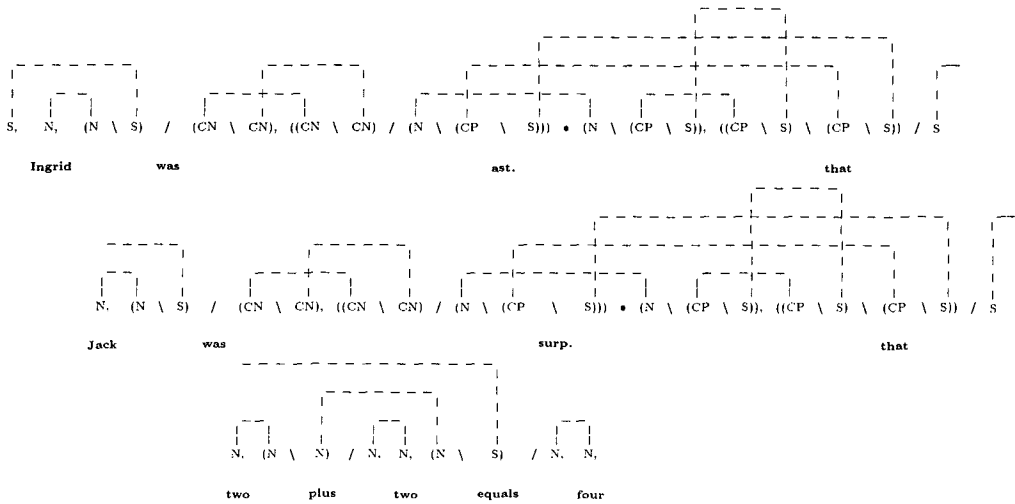 S, N, (N \ S) / (CN \ CN), ((CN \ CN) / (N \ (CP \ S))) • (N \ (CP \ S)), ((CP \ S) \ (CP \ S)) / S
Ingrid was ast. that
N, (N \ S) / (CN \ CN), ((CN \ CN) / (N \ (CP \ S))) • (N \ (CP \ S)), ((CP \ S) \ (CP \ S)) / S
Jack was surp. that
N, (N \ N) / N, N, (N \ S) / N, N,
two plus two equals four